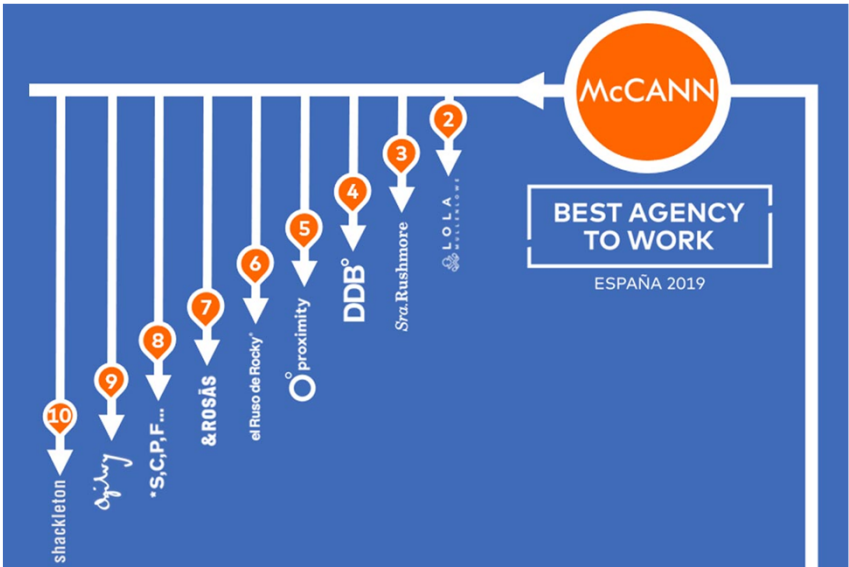 McCANN
BEST AGENCY
TO WORK
ESPAÑA 2019
2
LOLA
MULLENLOWE
3
Sra. Rushmore
4
DDB°
5
proximity
6
el Ruso de Rocky*
7
&ROSÀS
8
*S,C,P,F...
9
Ogilvy
10
shackleton